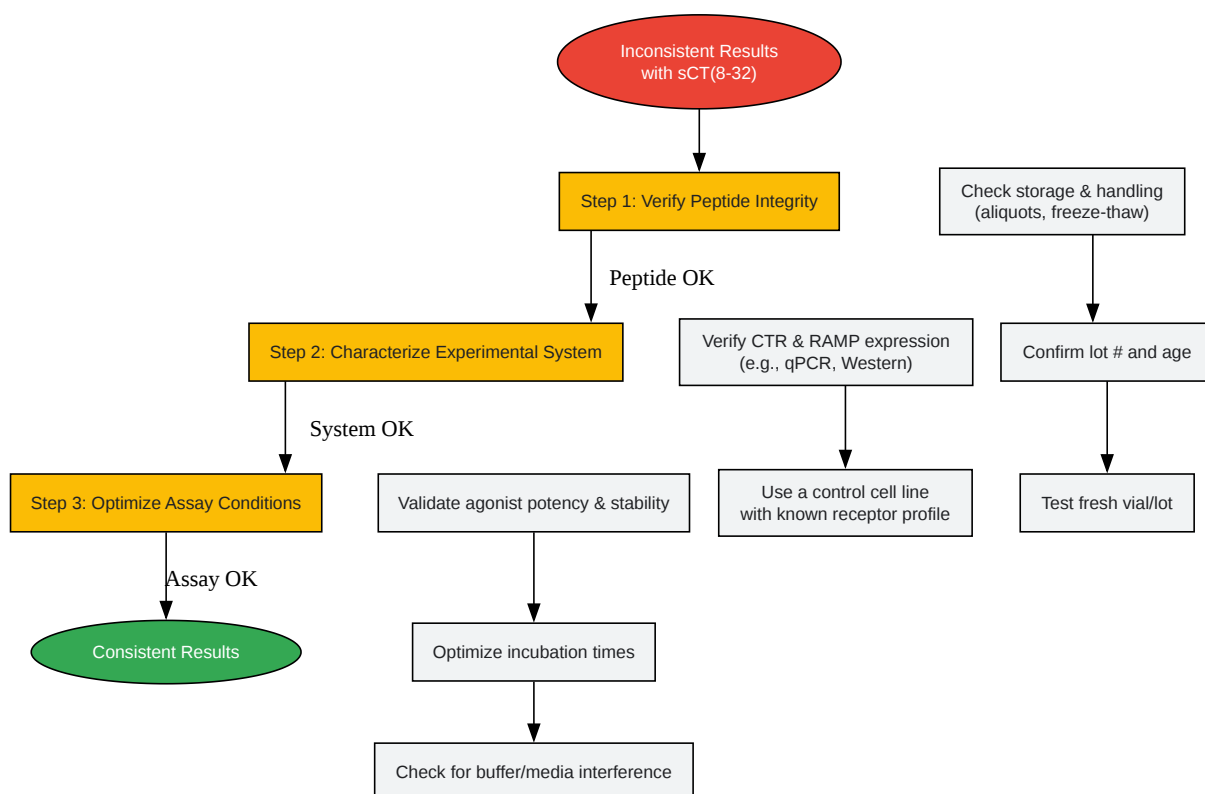 Inconsistent Results
with sCT(8-32)
Step 1: Verify Peptide Integrity
Check storage & handling
(aliquots, freeze-thaw)
Peptide OK
Step 2: Characterize Experimental System
Verify CTR & RAMP expression
(e.g., qPCR, Western)
Confirm lot # and age
System OK
Step 3: Optimize Assay Conditions
Validate agonist potency & stability
Use a control cell line
with known receptor profile
Test fresh vial/lot
Assay OK
Consistent Results
Optimize incubation times
Check for buffer/media interference